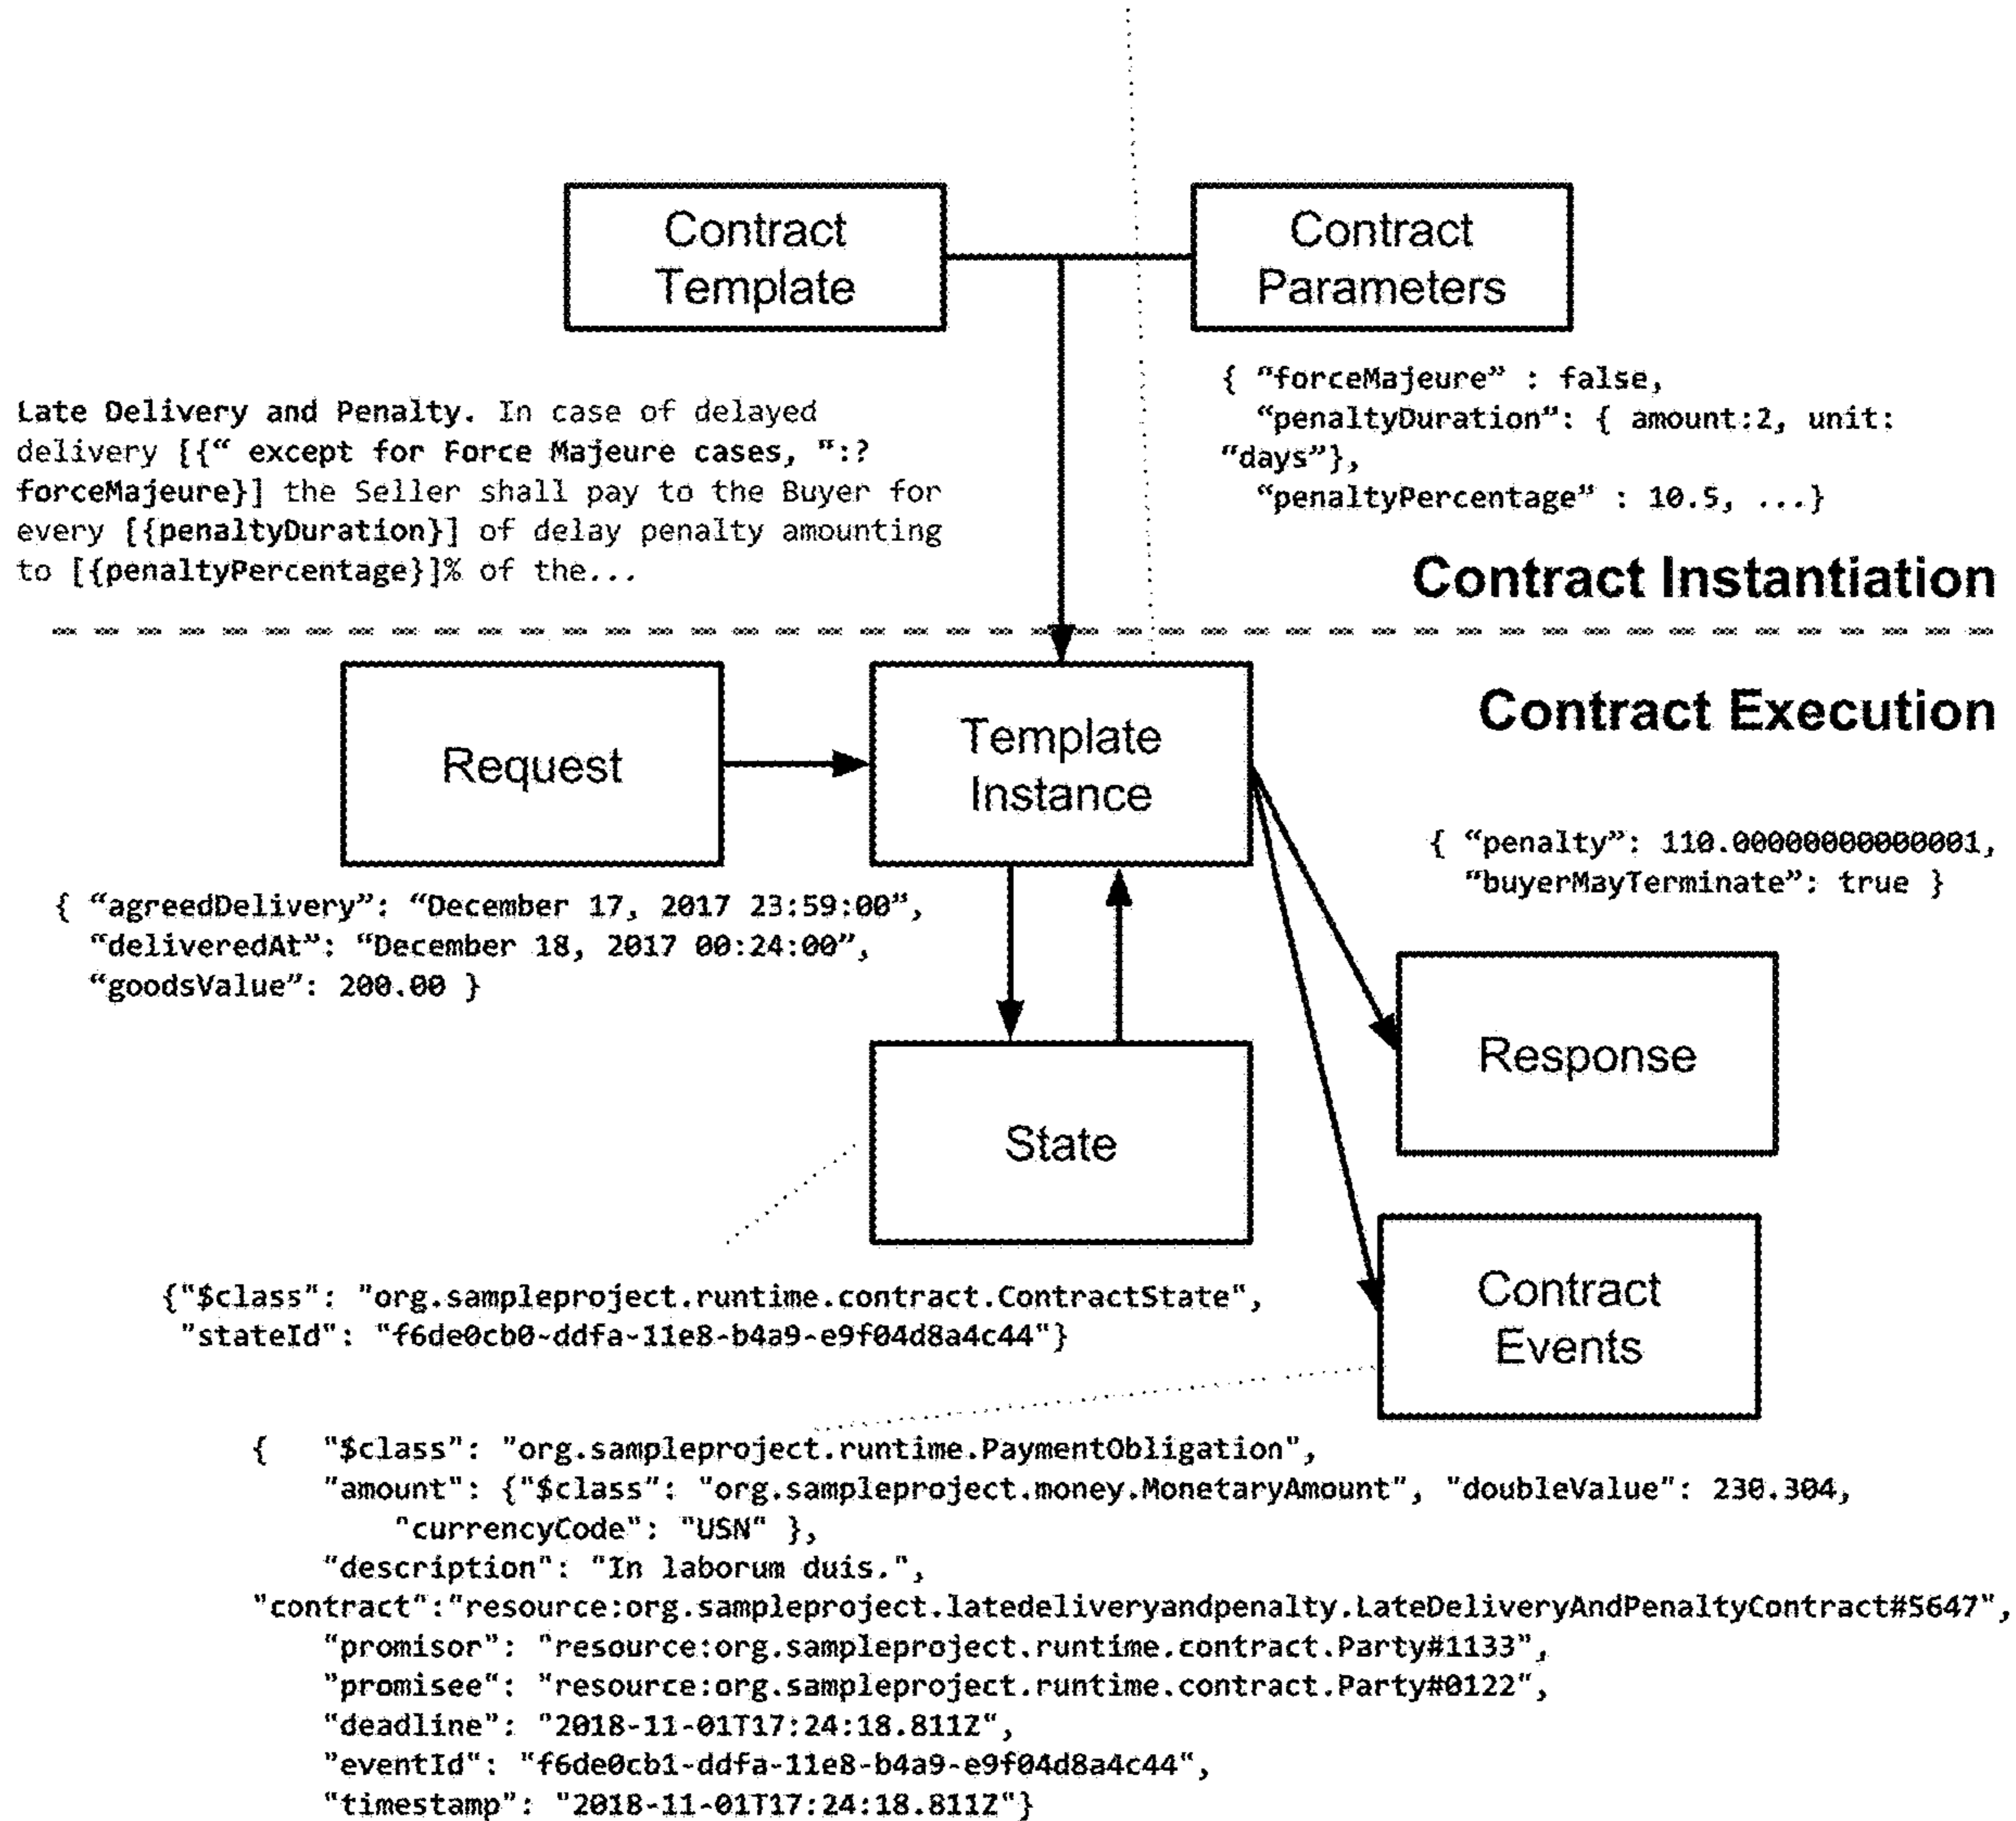 Contract
Template
Contract
Parameters
{ “forceMajeure” : false,
“penaltyDuration”: { amount:2, unit:
“days”},
“penaltyPercentage” : 10.5, ...}
Late Delivery and Penalty. In case of delayed
delivery [{“ except for Force Majeure cases, ”:?
forceMajeure}] the Seller shall pay to the Buyer for
every [{penaltyDuration}] of delay penalty amounting
to [{penaltyPercentage}]% of the...
Contract Instantiation
Contract Execution
Request
Template
Instance
{ “penalty”: 110.00000000000001,
“buyerMayTerminate”: true }
{ “agreedDelivery”: “December 17, 2017 23:59:00”,
“deliveredAt”: “December 18, 2017 00:24:00”,
“goodsValue”: 200.00 }
Response
State
Contract
Events
{"$class": "org.sampleproject.runtime.contract.ContractState",
"stateId": "f6de0cb0-ddfa-11e8-b4a9-e9f04d8a4c44"}
{ "$class": "org.sampleproject.runtime.PaymentObligation",
"amount": {"$class": "org.sampleproject.money.MonetaryAmount", "doubleValue": 230.304,
"currencyCode": "USN" },
"description": "In laborum duis.",
"contract":"resource:org.sampleproject.latedeliveryandpenalty.LateDeliveryAndPenaltyContract#5647",
"promisor": "resource:org.sampleproject.runtime.contract.Party#1133",
"promisee": "resource:org.sampleproject.runtime.contract.Party#0122",
"deadline": "2018-11-01T17:24:18.811Z",
"eventId": "f6de0cb1-ddfa-11e8-b4a9-e9f04d8a4c44",
"timestamp": "2018-11-01T17:24:18.811Z"}